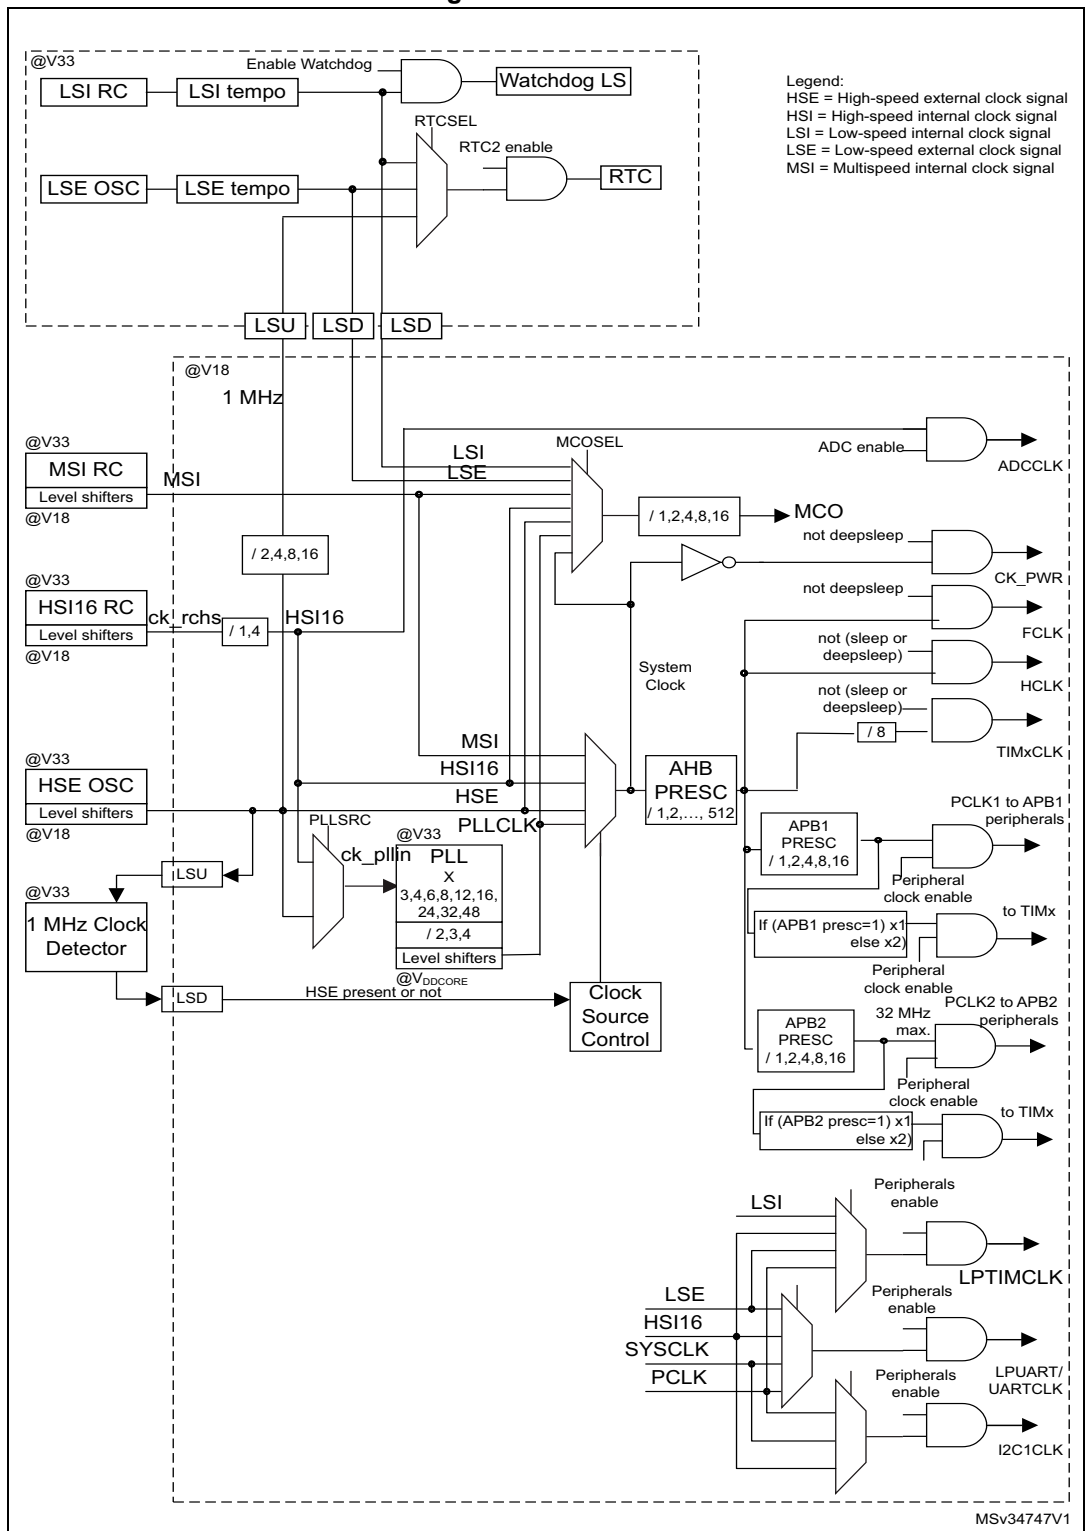 @V33
Enable Watchdog
LSI RC
LSI tempo
Watchdog LS
Legend:
HSE = High-speed external clock signal
HSI = High-speed internal clock signal
LSI = Low-speed internal clock signal
LSE = Low-speed external clock signal
MSI = Multispeed internal clock signal
RTCSEL
RTC2 enable
LSE OSC
LSE tempo
RTC
LSU
LSD
LSD
@V18
1 MHz
@V33
MSI RC
Level shifters
@V18
MSI
LSI
LSE
MCOSEL
ADC enable
ADCCLK
/ 1,2,4,8,16
MCO
/ 2,4,8,16
not deepsleep
CK_PWR
@V33
HSI16 RC
Level shifters
@V18
ck_rchs
/ 1,4
HSI16
not deepsleep
FCLK
System
Clock
not (sleep or
deepsleep)
HCLK
not (sleep or
deepsleep)
/ 8
TIMxCLK
MSI
HSI16
HSE
PLLCLK
@V33
HSE OSC
Level shifters
@V18
AHB
PRESC
/ 1,2,..., 512
PLLSRC
ck_pllin
@V33
PLL
X
3,4,6,8,12,16,
24,32,48
/ 2,3,4
Level shifters
@VDDCORE
APB1
PRESC
/ 1,2,4,8,16
PCLK1 to APB1
peripherals
Peripheral
clock enable
LSU
@V33
1 MHz Clock
Detector
If (APB1 presc=1) x1
else x2)
to TIMx
Peripheral
clock enable
LSD
HSE present or not
Clock
Source
Control
APB2
PRESC
/ 1,2,4,8,16
32 MHz
max.
PCLK2 to APB2
peripherals
Peripheral
clock enable
If (APB2 presc=1) x1
else x2)
to TIMx
LSI
Peripherals
enable
LPTIMCLK
LSE
HSI16
SYSCLK
PCLK
Peripherals
enable
LPUART/
UARTCLK
Peripherals
enable
I2C1CLK
MSv34747V1